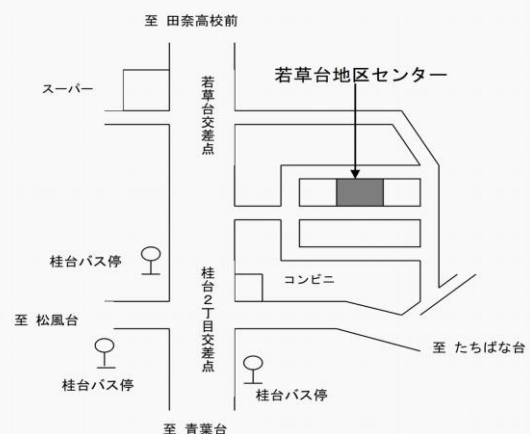 至 田奈高校前
スーパー
若草台交差点
若草台地区センター
桂台バス停
桂台2丁目交差点
コンビニ
至 松風台
至 たちばな台
桂台バス停
桂台バス停
至 青葉台